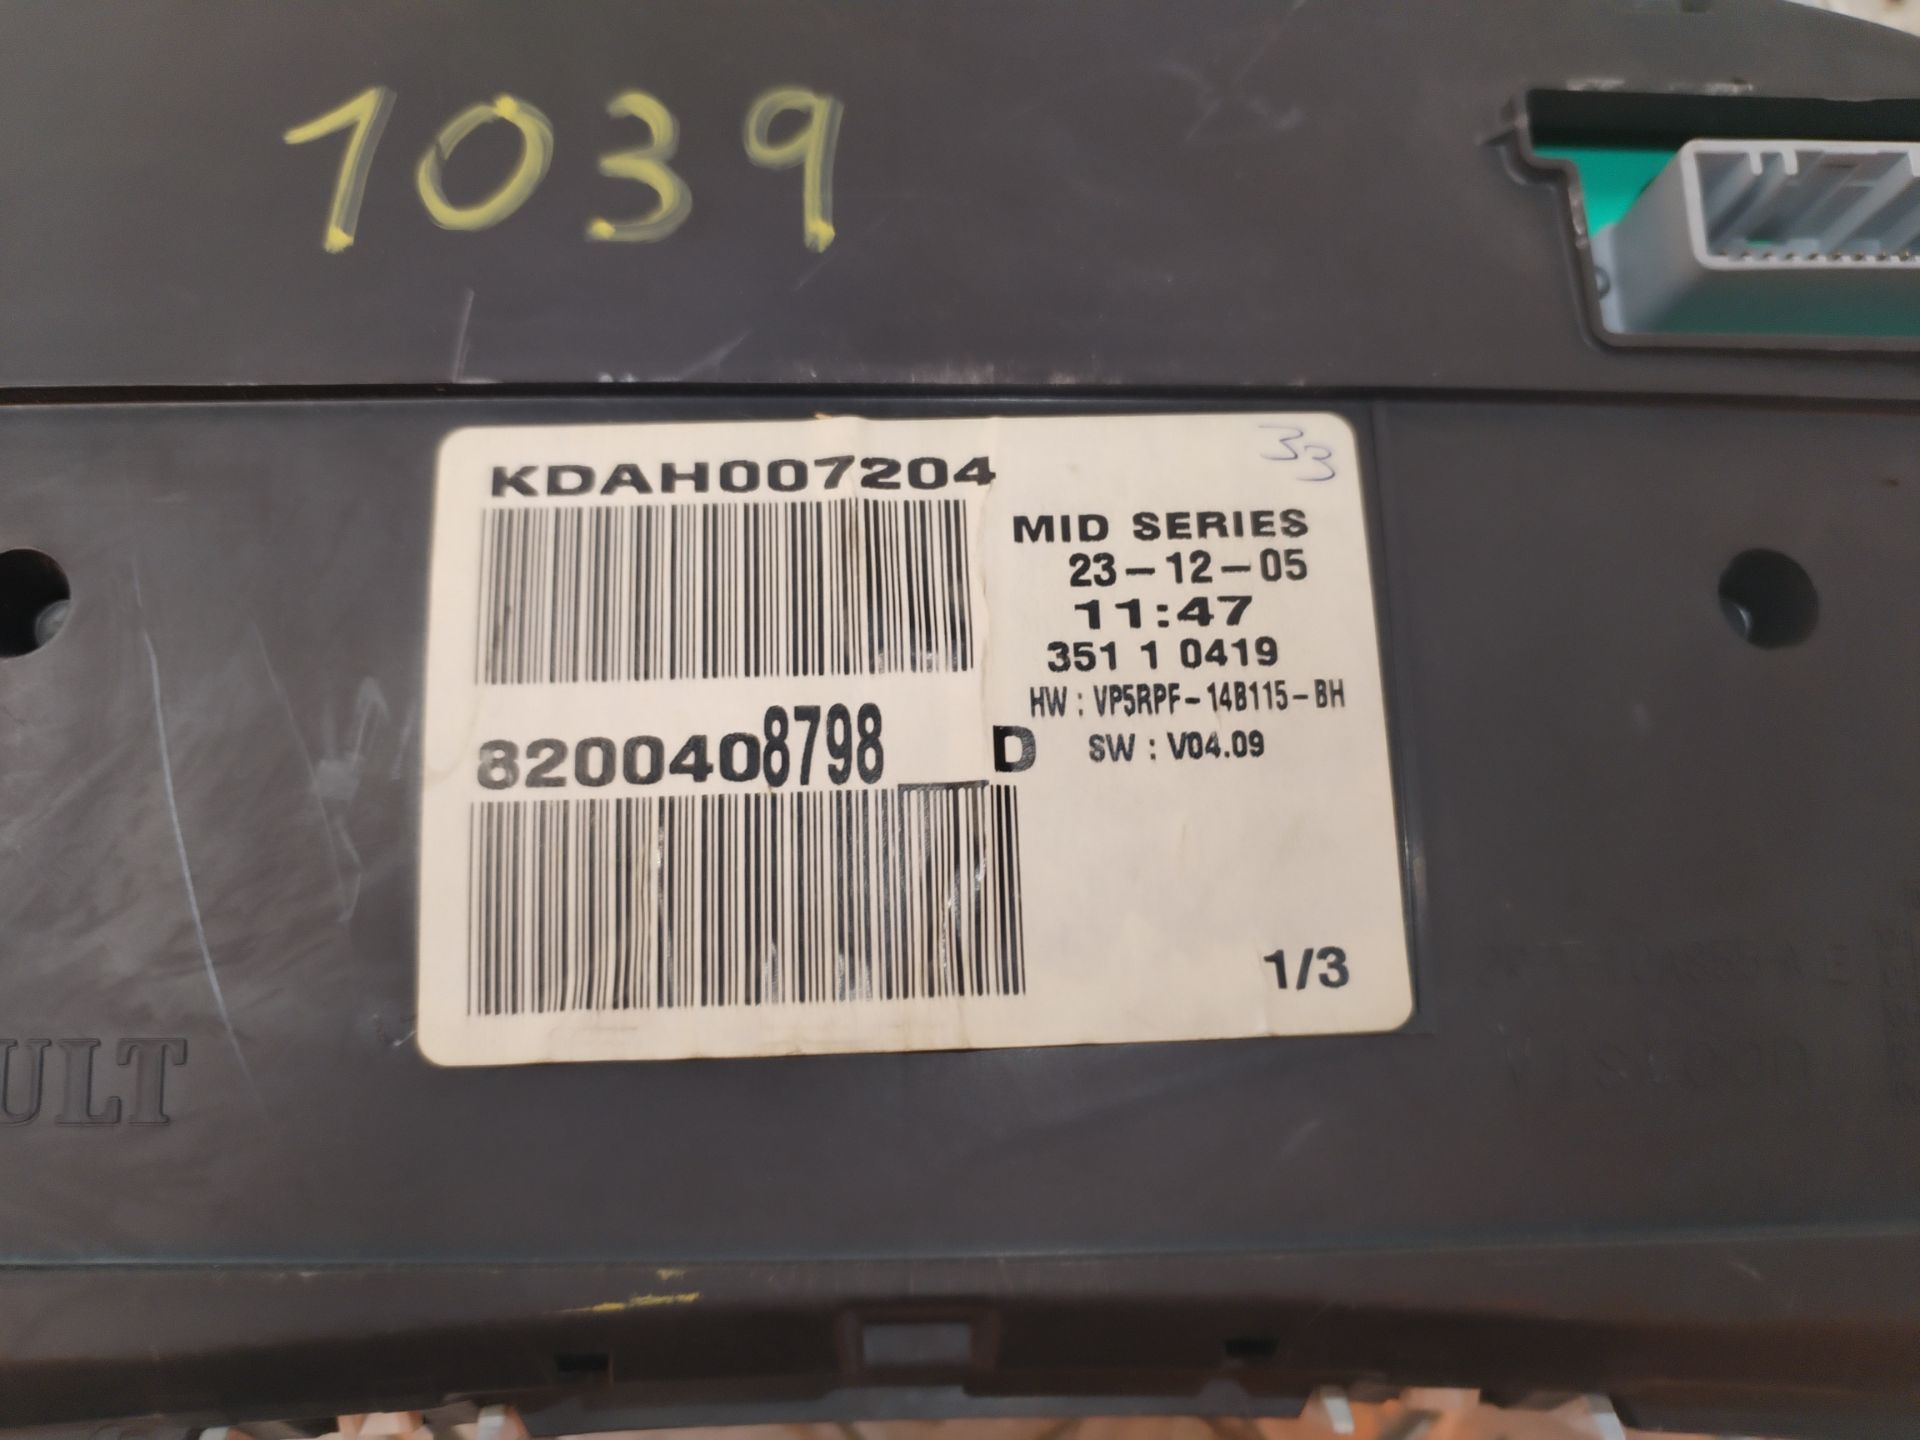 1039
33
KDAH007204
MID SERIES
23-12-05
11:47
351 1 0419
HW : VP5RPF-14B115-BH
8200408798 __D
SW : V04.09
1/3
ULT